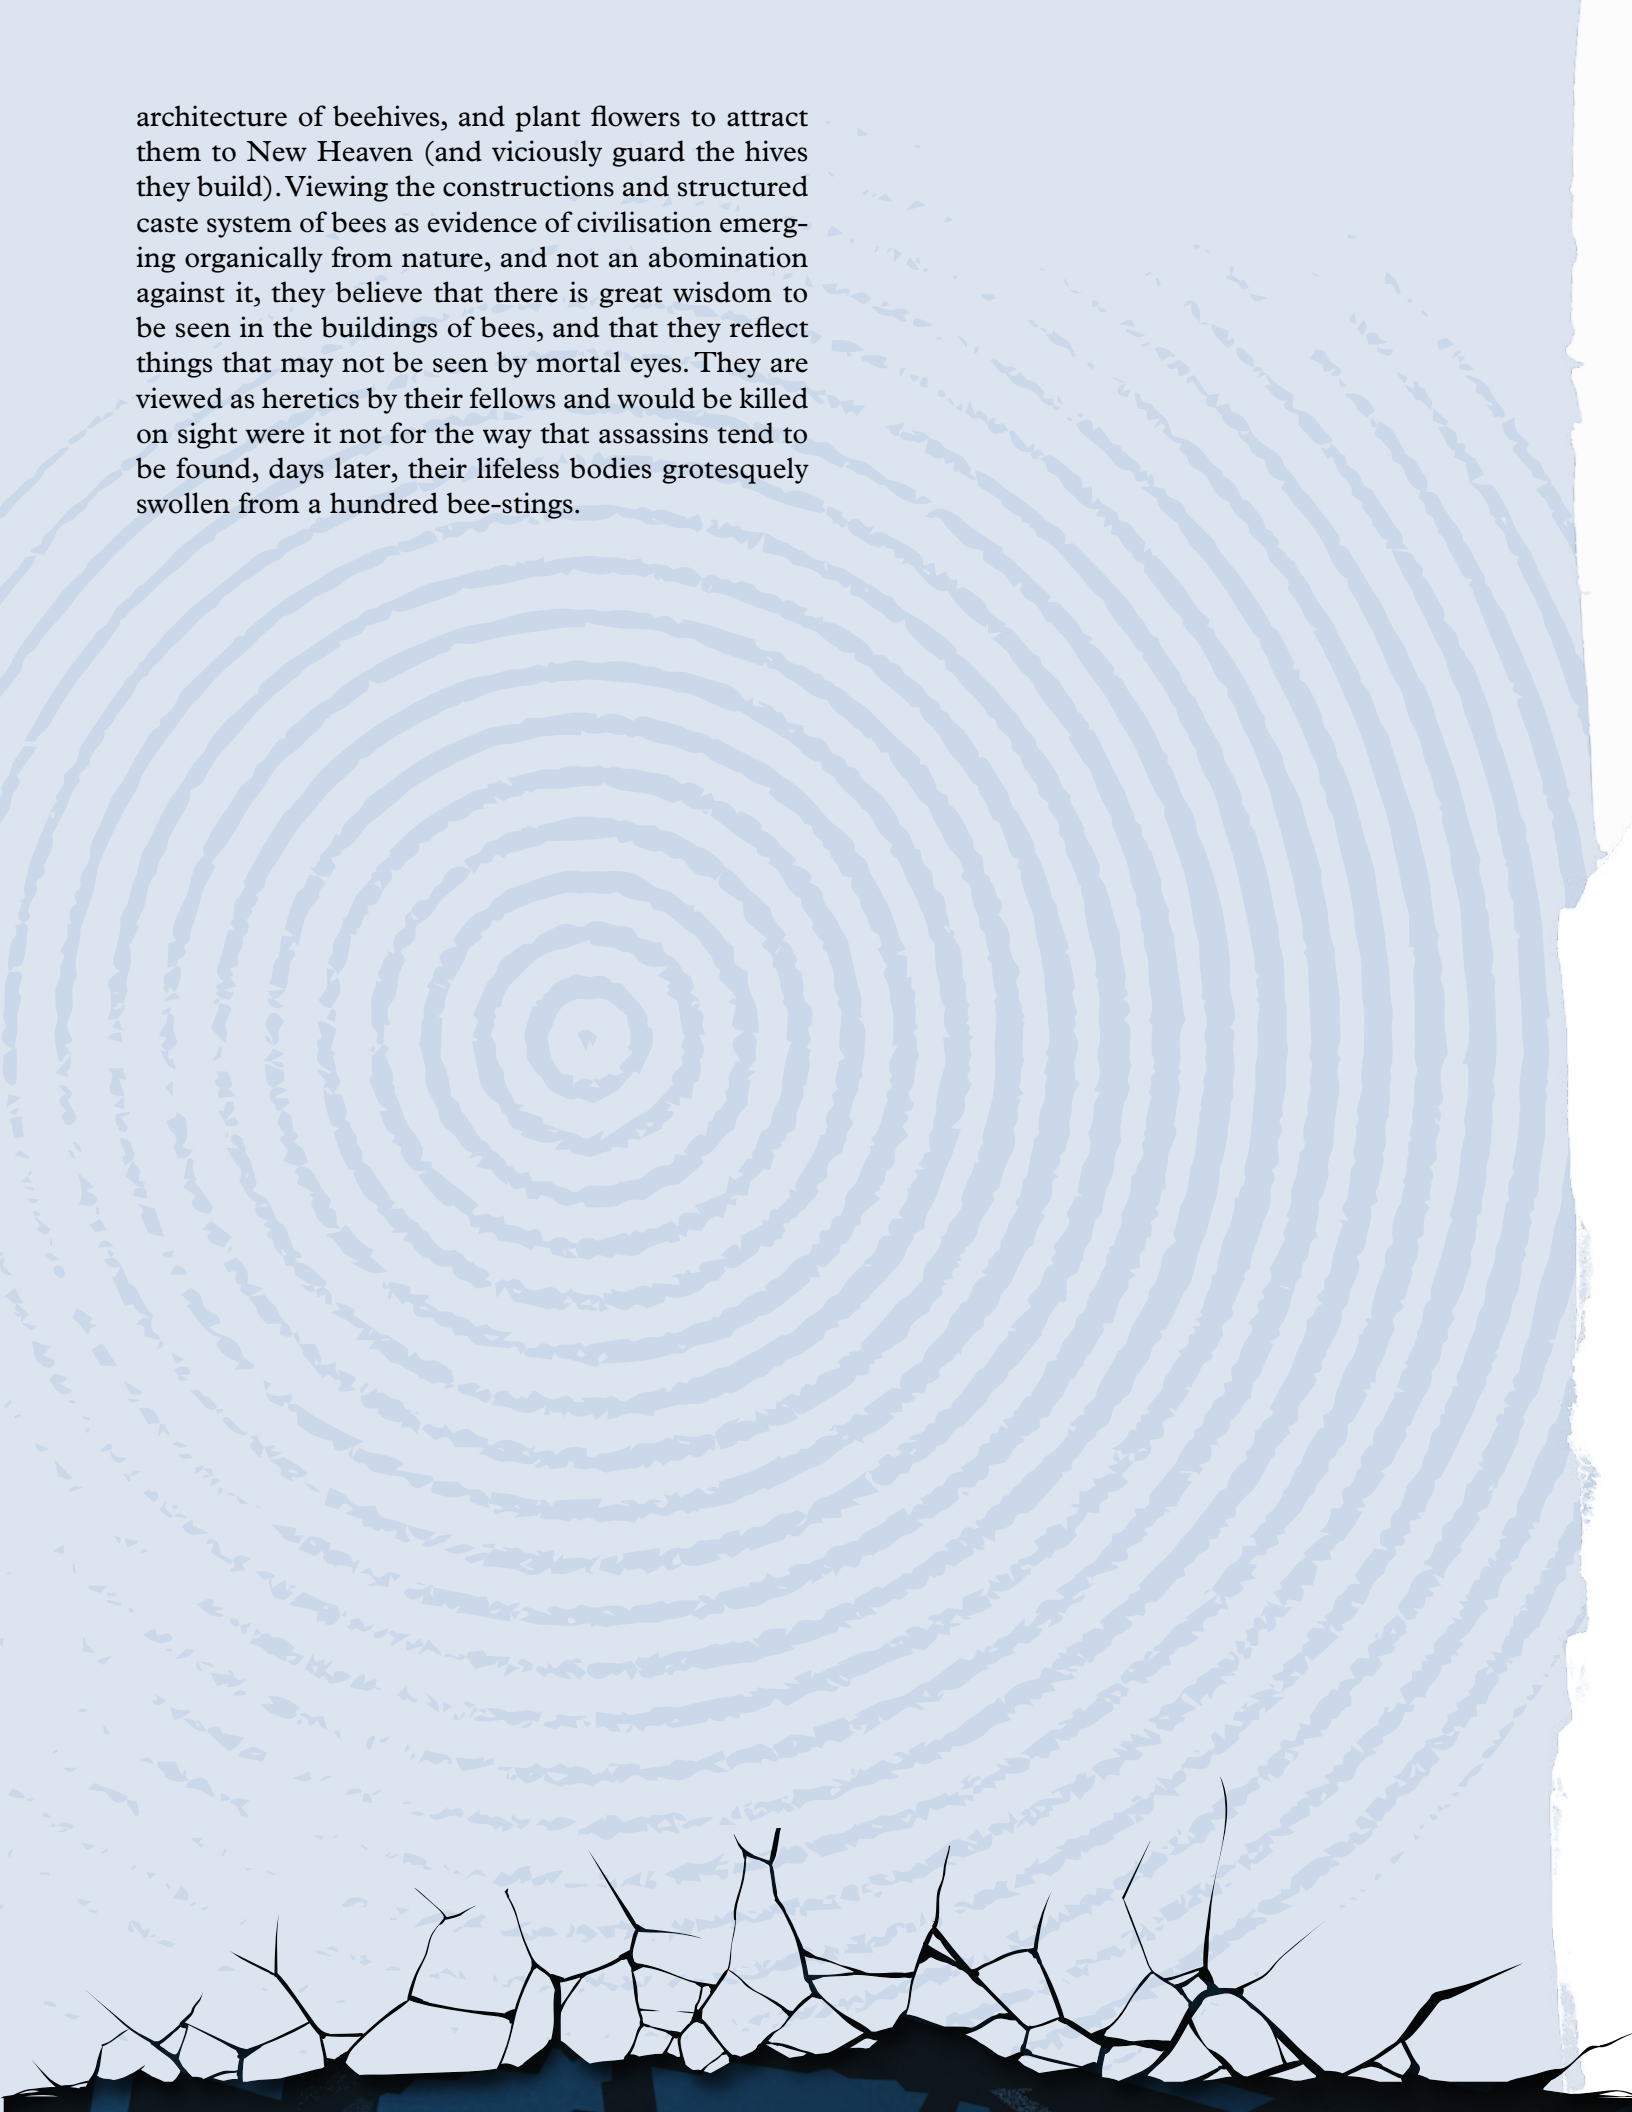 architecture of beehives, and plant flowers to attract
them to New Heaven (and viciously guard the hives
they build). Viewing the constructions and structured
caste system of bees as evidence of civilisation emerg-
ing organically from nature, and not an abomination
against it, they believe that there is great wisdom to
be seen in the buildings of bees, and that they reflect
things that may not be seen by mortal eyes. They are
viewed as heretics by their fellows and would be killed
on sight were it not for the way that assassins tend to
be found, days later, their lifeless bodies grotesquely
swollen from a hundred bee-stings.